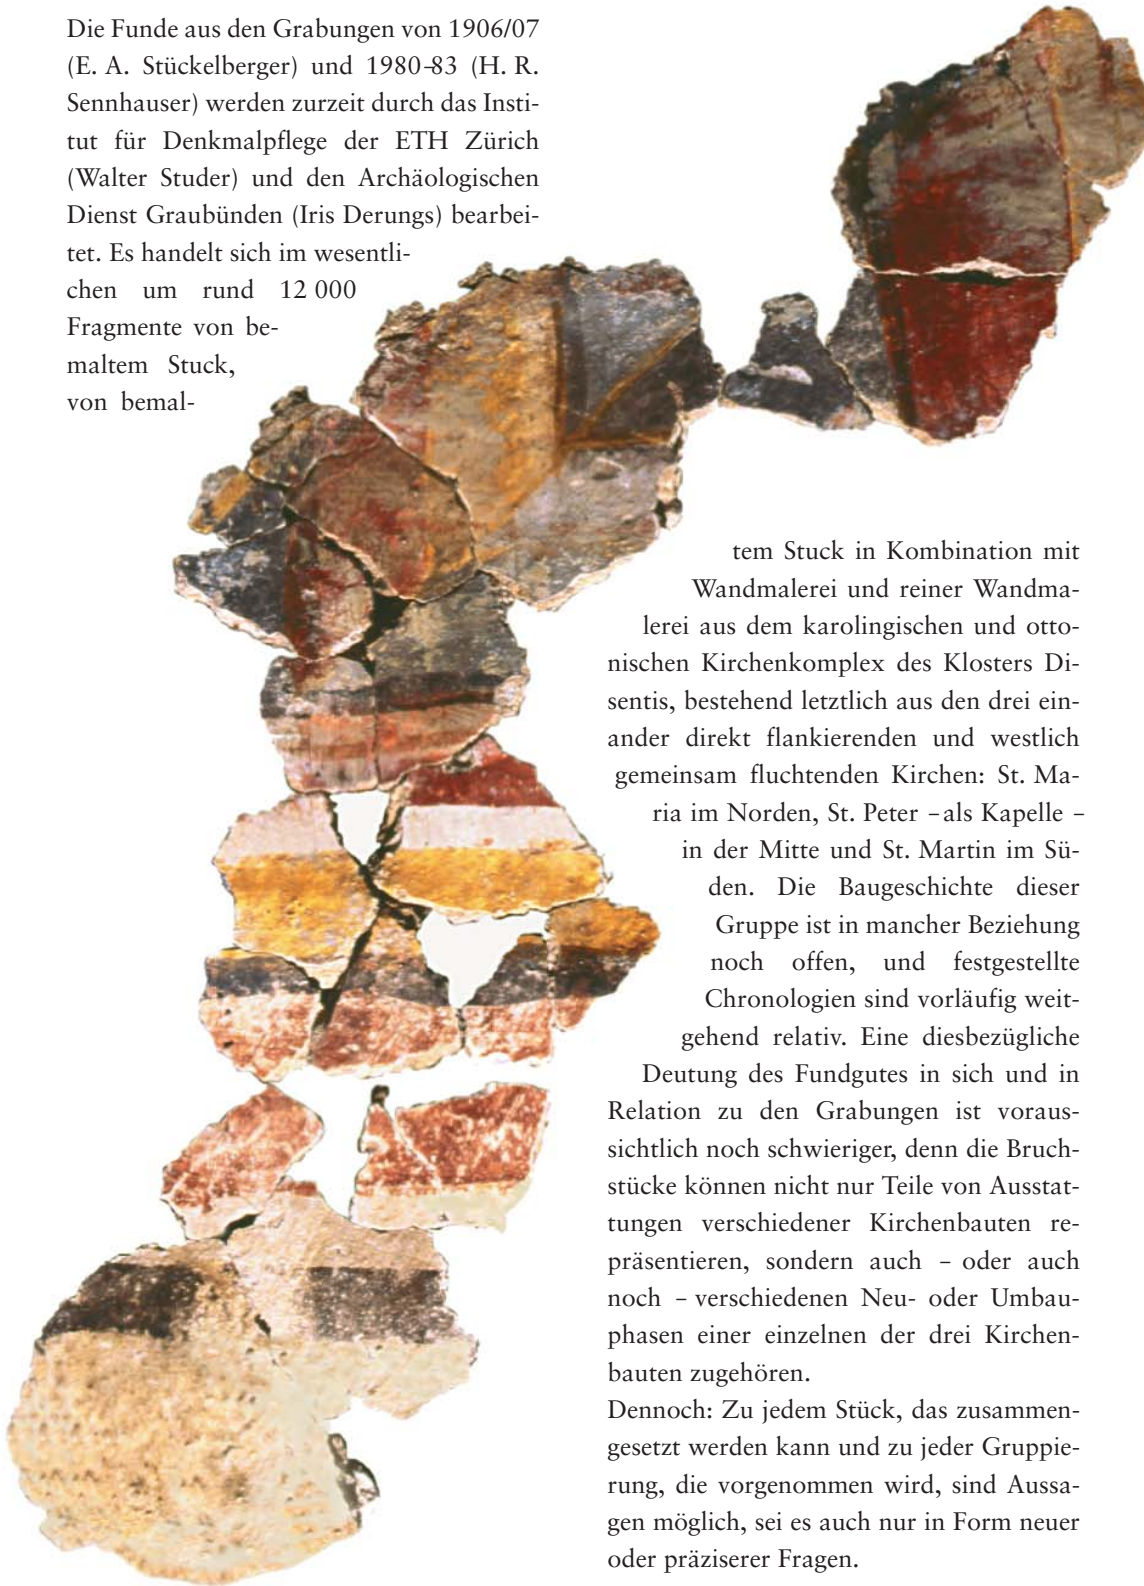 Die Funde aus den Grabungen von 1906/07
(E. A. Stückelberger) und 1980–83 (H. R.
Sennhauser) werden zurzeit durch das Insti-
tut für Denkmalpflege der ETH Zürich
(Walter Studer) und den Archäologischen
Dienst Graubünden (Iris Derungs) bearbei-
tet. Es handelt sich im wesentli-
chen um rund 12 000
Fragmente von be-
maltem Stuck,
von bemal-
tem Stuck in Kombination mit
Wandmalerei und reiner Wandma-
lerei aus dem karolingischen und otto-
nischen Kirchenkomplex des Klosters Di-
sentis, bestehend letztlich aus den drei ein-
ander direkt flankierenden und westlich
gemeinsam fluchtenden Kirchen: St. Ma-
ria im Norden, St. Peter – als Kapelle –
in der Mitte und St. Martin im Sü-
den. Die Baugeschichte dieser
Gruppe ist in mancher Beziehung
noch offen, und festgestellte
Chronologien sind vorläufig weit-
gehend relativ. Eine diesbezügliche
Deutung des Fundgutes in sich und in
Relation zu den Grabungen ist voraus-
sichtlich noch schwieriger, denn die Bruch-
stücke können nicht nur Teile von Ausstat-
tungen verschiedener Kirchenbauten re-
präsentieren, sondern auch – oder auch
noch – verschiedenen Neu- oder Umbau-
phasen einer einzelnen der drei Kirchen-
bauten zugehören.
Dennoch: Zu jedem Stück, das zusammen-
gesetzt werden kann und zu jeder Gruppie-
rung, die vorgenommen wird, sind Aussa-
gen möglich, sei es auch nur in Form neuer
oder präziserer Fragen.